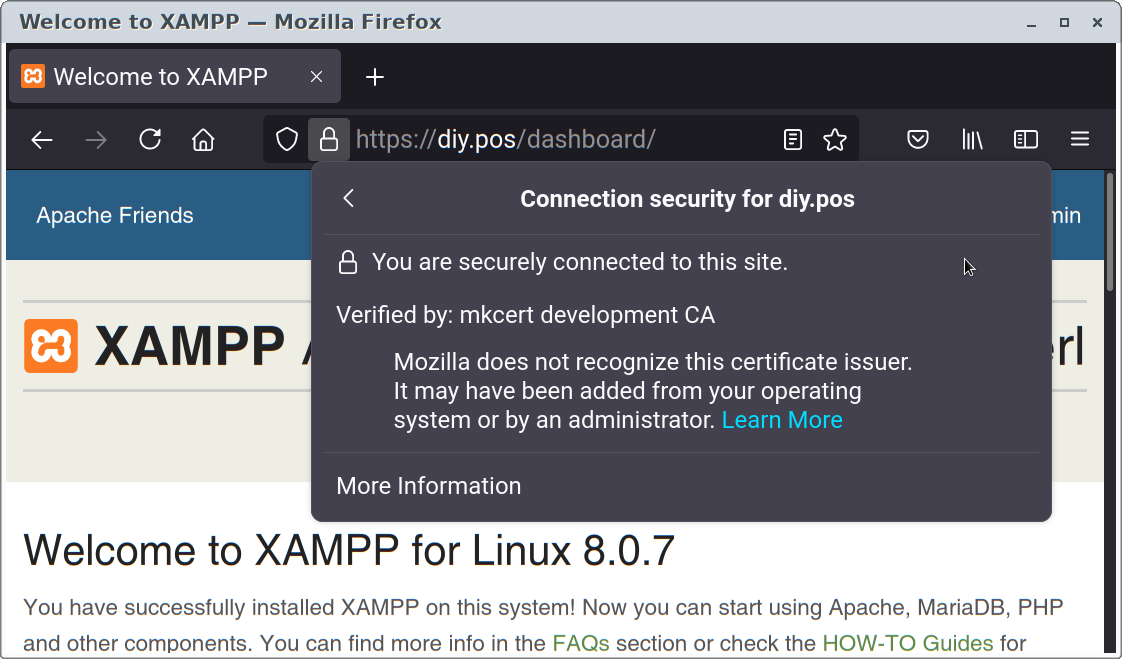 Welcome to XAMPP — Mozilla Firefox
Welcome to XAMPP
https://diy.pos/dashboard/
Connection security for diy.pos
Apache Friends
You are securely connected to this site.
Verified by: mkcert development CA
XAMPP
Mozilla does not recognize this certificate issuer.
It may have been added from your operating
system or by an administrator. Learn More
More Information
Welcome to XAMPP for Linux 8.0.7
You have successfully installed XAMPP on this system! Now you can start using Apache, MariaDB, PHP
and other components. You can find more info in the FAQs section or check the HOW-TO Guides for